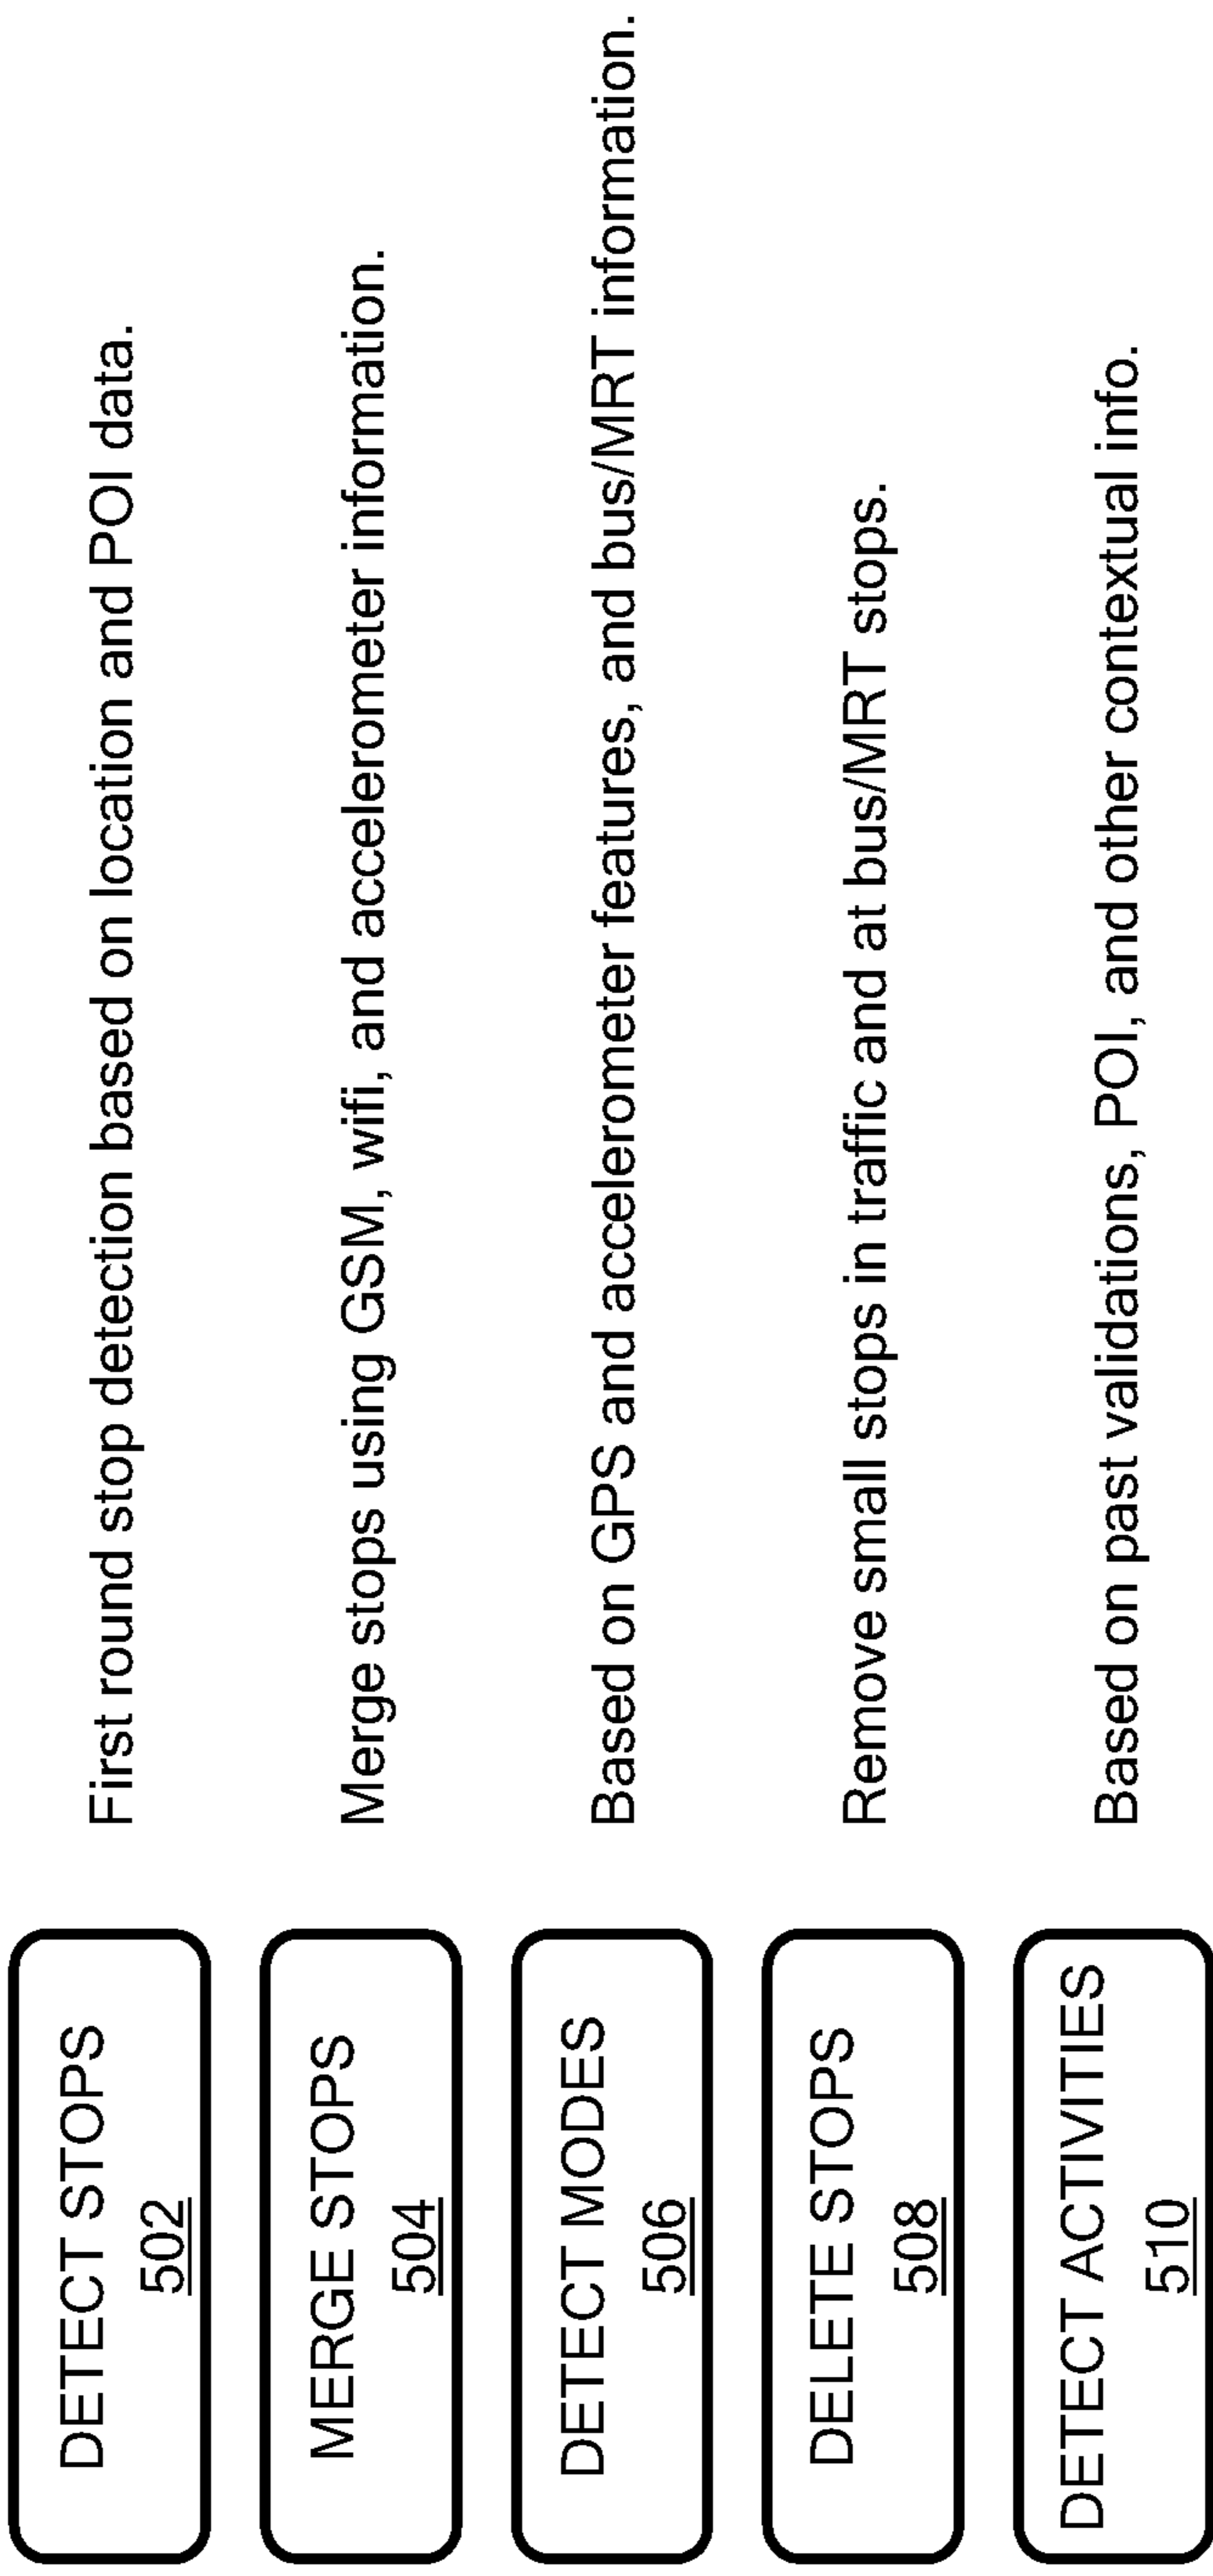 DETECT STOPS
502
First round stop detection based on location and POI data.
MERGE STOPS
504
Merge stops using GSM, wifi, and accelerometer information.
DETECT MODES
506
Based on GPS and accelerometer features, and bus/MRT information.
DELETE STOPS
508
Remove small stops in traffic and at bus/MRT stops.
DETECT ACTIVITIES
510
Based on past validations, POI, and other contextual info.